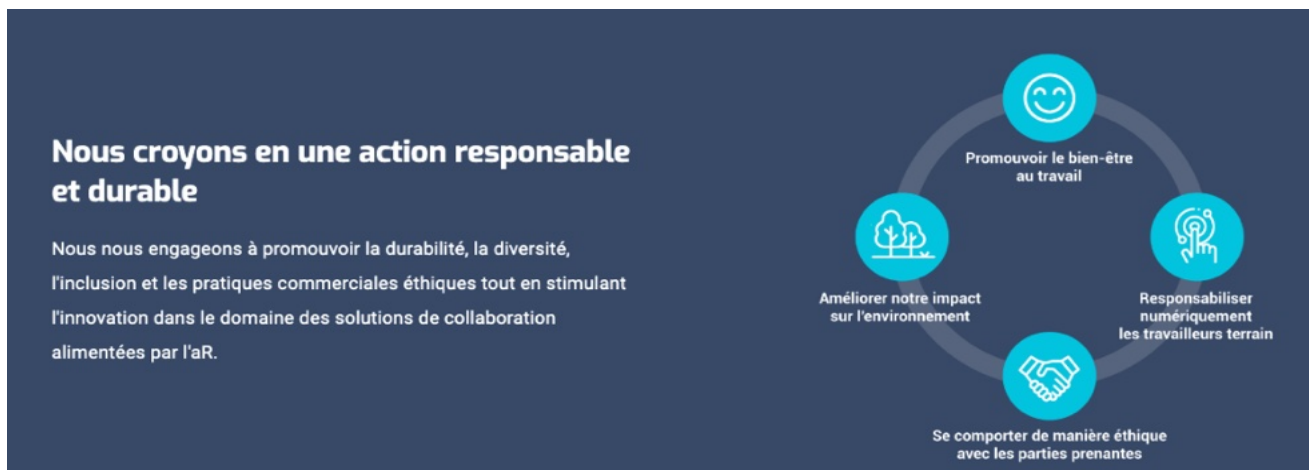 Nous croyons en une action responsable
et durable
Nous nous engageons à promouvoir la durabilité, la diversité,
l'inclusion et les pratiques commerciales éthiques tout en stimulant
l'innovation dans le domaine des solutions de collaboration
alimentées par l'aR.
Promouvoir le bien-être
au travail
Améliorer notre impact
sur l'environnement
Responsabiliser
numériquement
les travailleurs terrain
Se comporter de manière éthique
avec les parties prenantes